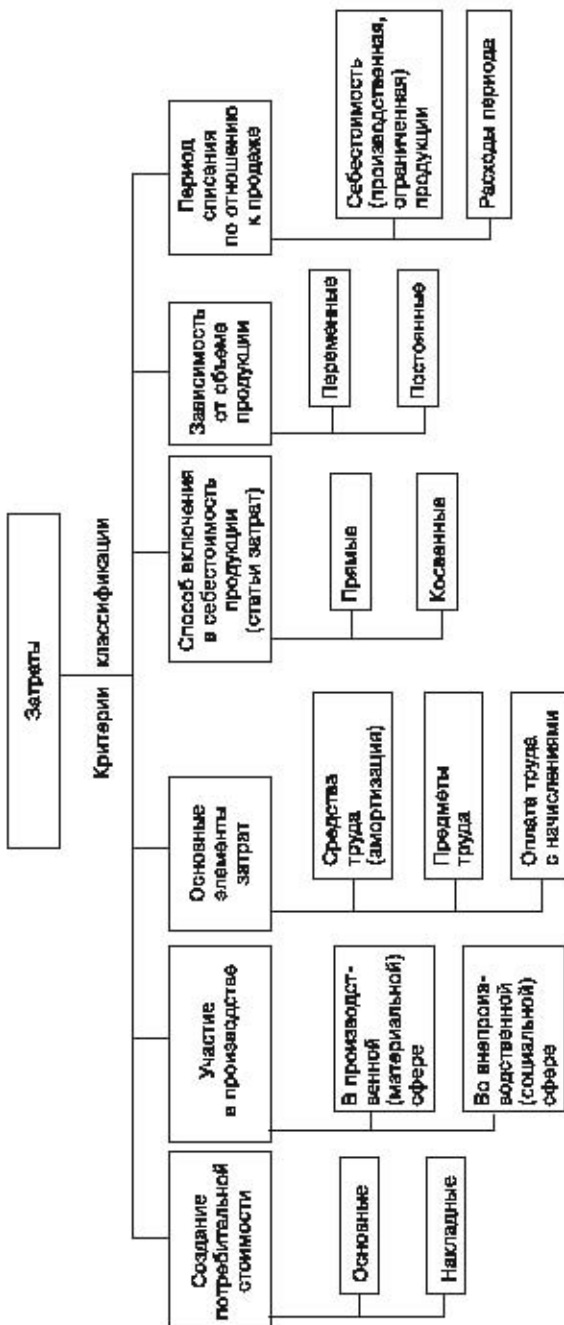 Затраты
Критерии классификации
Создание
потребительной
стоимости
Основные
Накладные
Участие
в производстве
В производст-
венной
(материальной)
сфере
Во внепроиз-
водственной
(социальной)
сфере
Основные
элементы
затрат
Средства
труда
(амортизация)
Предметы
труда
Оплата труда
с начислениями
Способ включения
в себестоимость
продукции
(статьи затрат)
Прямые
Косвенные
Зависимость
от объема
продукции
Переменные
Постоянные
Период
списания
по отношению
к продаже
Себестоимость
(производственная,
ограниченная)
продукции
Расходы периода